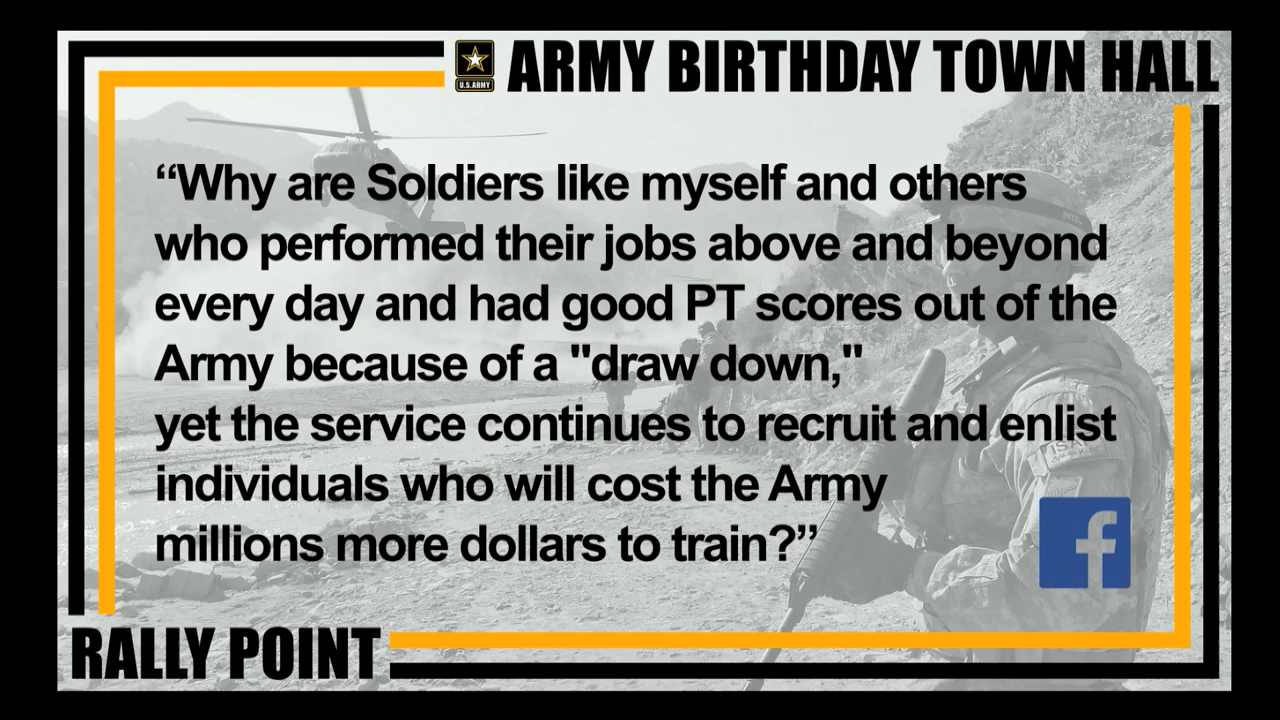 U.S.ARMY
ARMY BIRTHDAY TOWN HALL
“Why are Soldiers like myself and others
who performed their jobs above and beyond
every day and had good PT scores out of the
Army because of a "draw down,"
yet the service continues to recruit and enlist
individuals who will cost the Army
millions more dollars to train?”
f
RALLY POINT